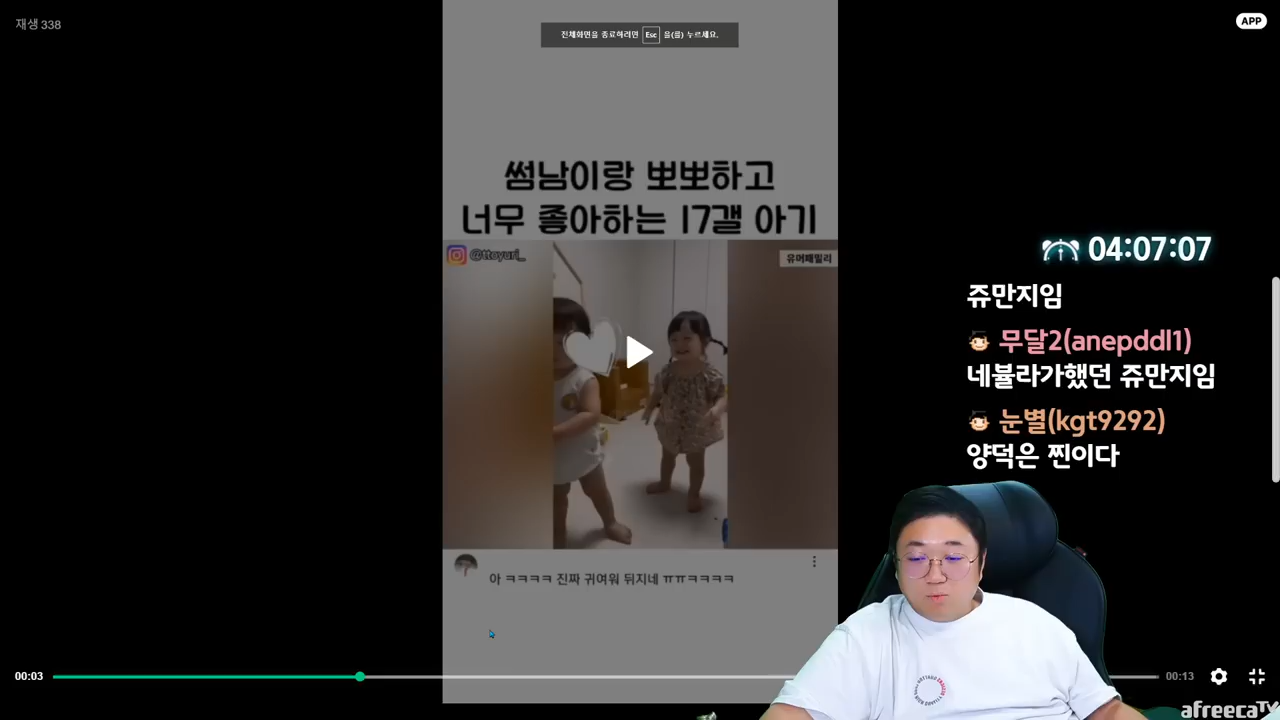 재생 338
전체화면을 종료하려면 Esc 을(를) 누르세요.
APP
썸남이랑 뽀뽀하고
너무 좋아하는 17갤 아기
@ttoyuri_
유머패밀리
04:07:07
쥬만지임
무달2(anepddl1)
네뷸라가했던 쥬만지임
눈별(kgt9292)
양덕은 찐이다
아 ㅋㅋㅋㅋ 진짜 귀여워 뒤지네 ㅠㅠㅋㅋㅋㅋ
00:03
00:13
afreecaTV